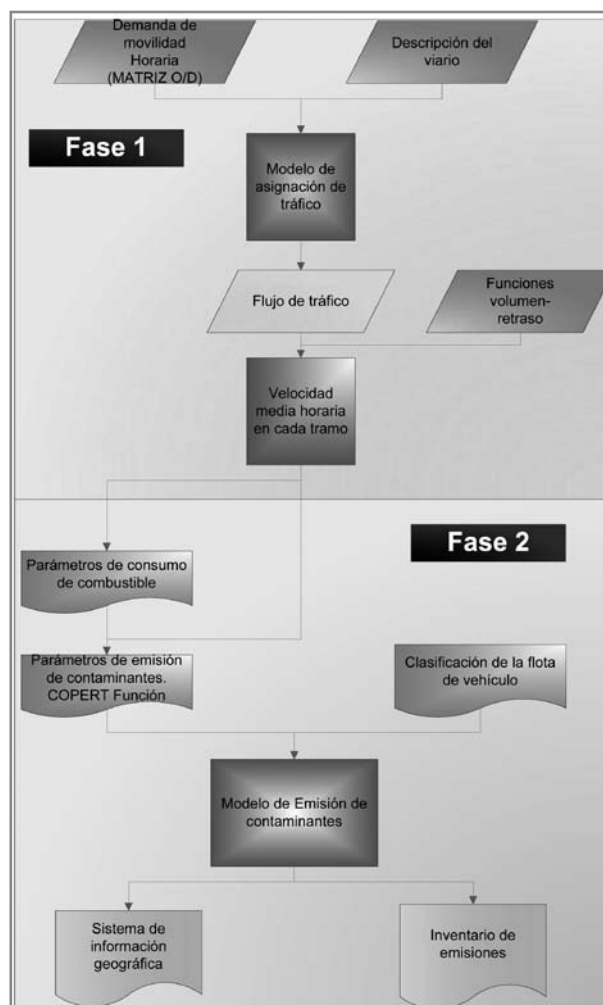 Demanda de
movilidad
Horaria
(MATRIZ O/D)
Descripción del
viario
Fase 1
Modelo de
asignación de
tráfico
Flujo de tráfico
Funciones
volumen-
retraso
Velocidad
media horaria
en cada tramo
Fase 2
Parámetros de consumo
de combustible
Parámetros de emisión
de contaminantes.
COPERT Función
Clasificación de la flota
de vehículo
Modelo de Emisión de
contaminantes
Sistema de
información
geográfica
Inventario de
emisiones